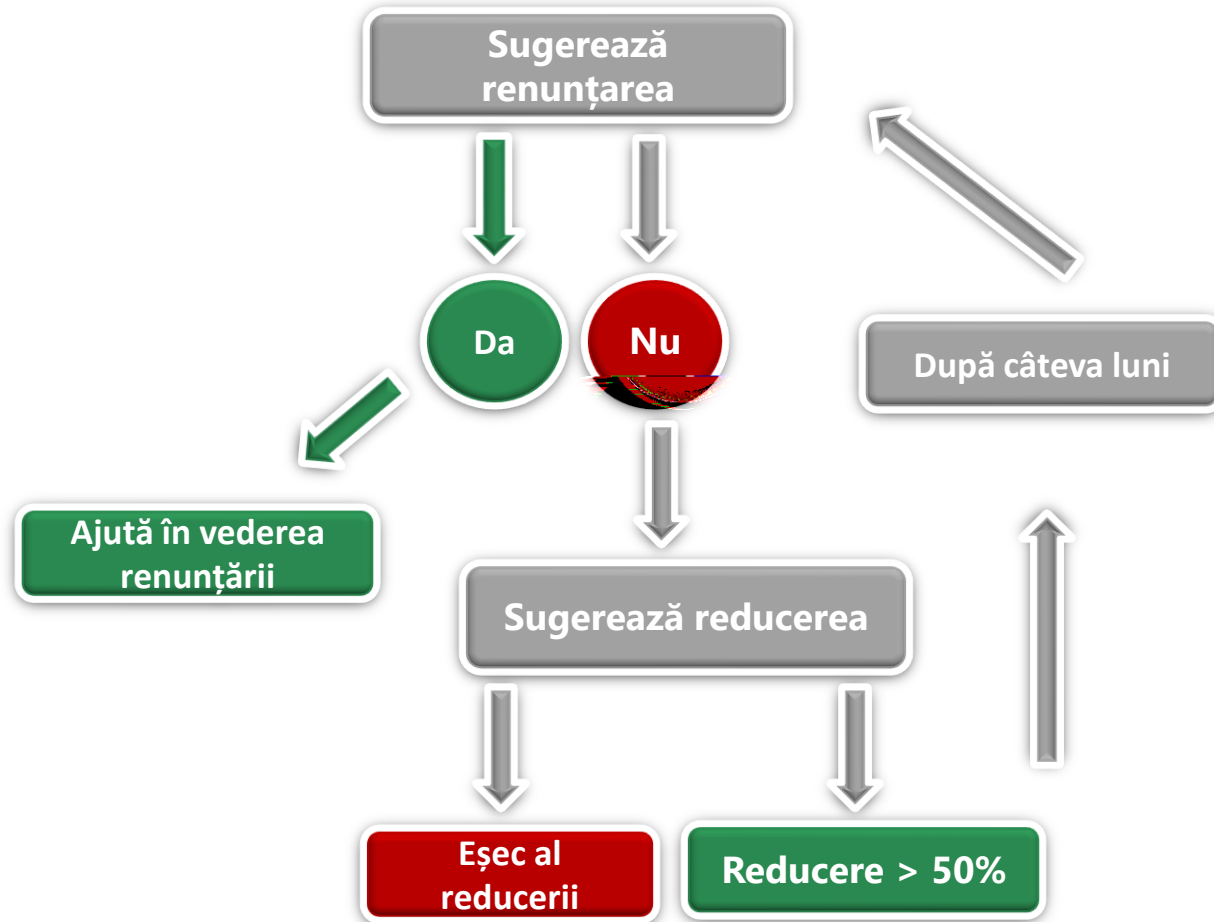 Sugerează
renunțarea
Da
Nu
După câteva luni
Ajută în vederea
renunțării
Sugerează reducerea
Eșec al
reducerii
Reducere > 50%